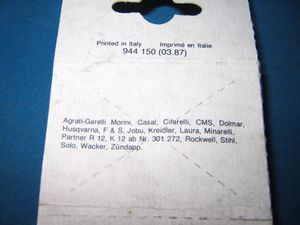 Printed in Italy Imprimé en Italie
944 150 (03.87)
Agrati-Garelli Morini, Casal, Cifarelli, CMS, Dolmar,
Husqvarna, F & S, Jobu, Kreidler, Laura, Minarelli,
Partner R 12, K 12 ab Nr. 301 272, Rockwell, Stihl,
Solo, Wacker, Zündapp.